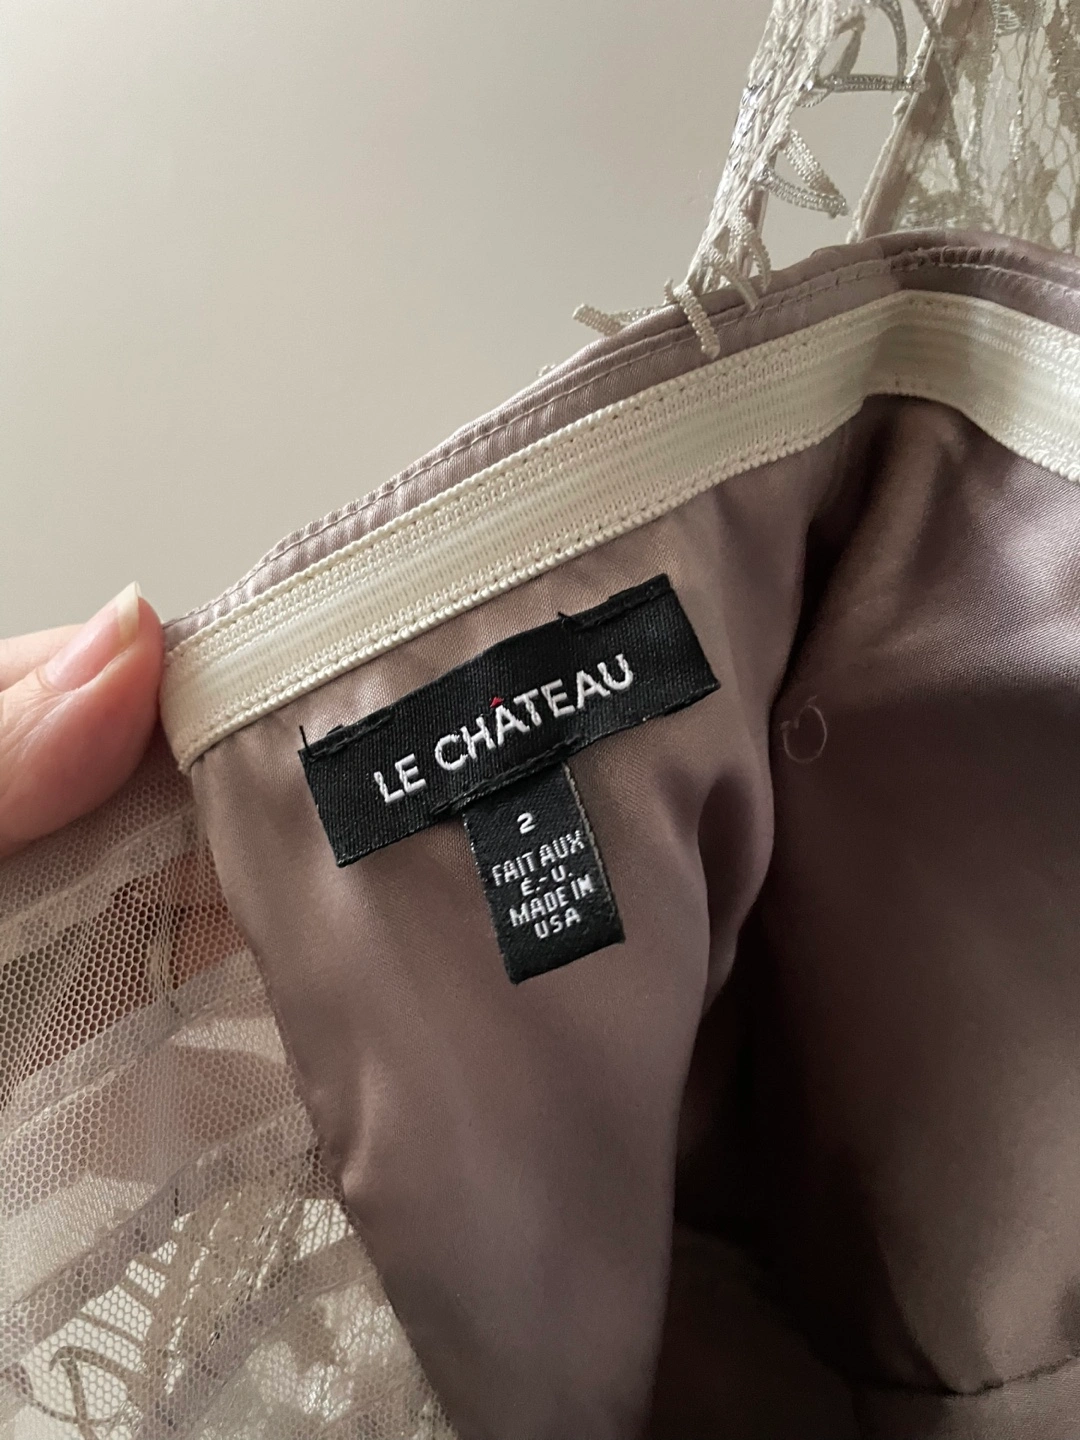 LE CHÂTEAU
2
FAIT AUX
É.-U.
MADE IN
USA